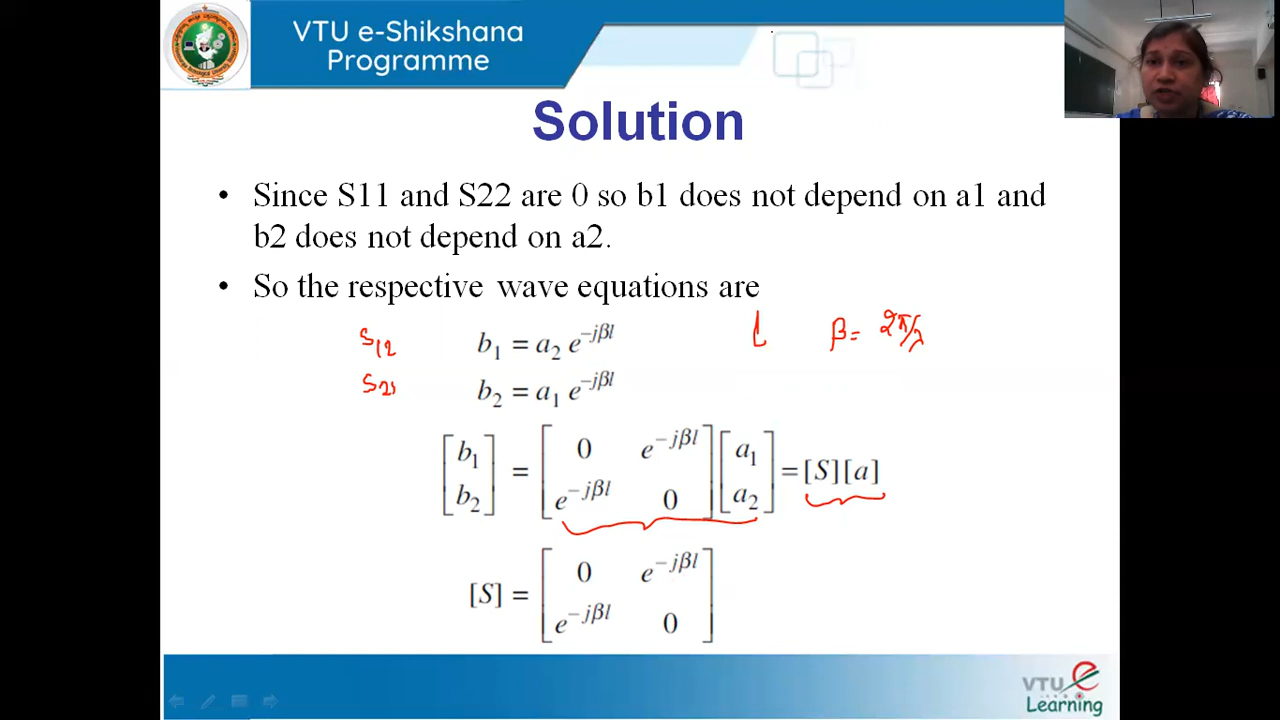 VTU e-Shikshana
Programme
Solution
• Since S11 and S22 are 0 so b1 does not depend on a1 and
b2 does not depend on a2.
• So the respective wave equations are
S12 b₁ = a₂ e^{-jβl} l β = 2π/λ
S21 b₂ = a₁ e^{-jβl}
[b₁ b₂] = [0 e^{-jβl} e^{-jβl} 0] [a₁ a₂] = [S][a]
[S] = [0 e^{-jβl} e^{-jβl} 0]
VTU e
Learning